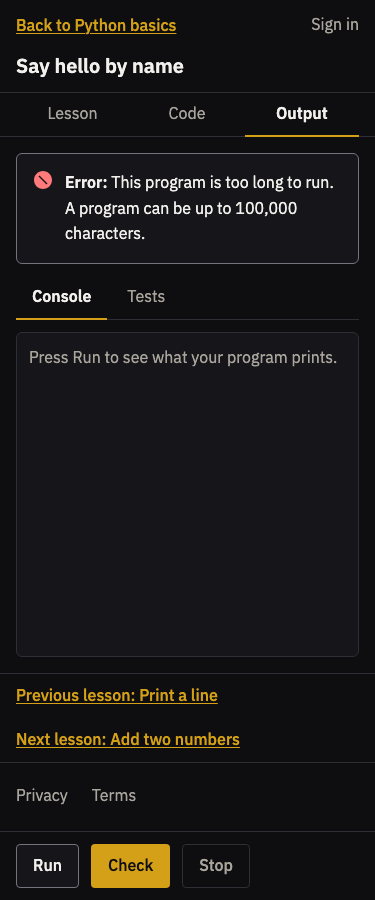 Back to Python basics
Sign in
Say hello by name
Lesson
Code
Output
Error: This program is too long to run.
A program can be up to 100,000
characters.
Console
Tests
Press Run to see what your program prints.
Previous lesson: Print a line
Next lesson: Add two numbers
Privacy
Terms
Run
Check
Stop